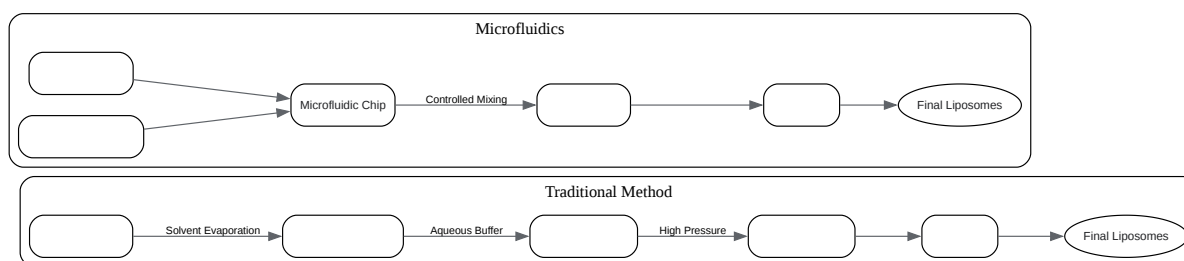 Microfluidics
Microfluidic Chip
Controlled Mixing
Final Liposomes
Traditional Method
Solvent Evaporation
Aqueous Buffer
High Pressure
Final Liposomes